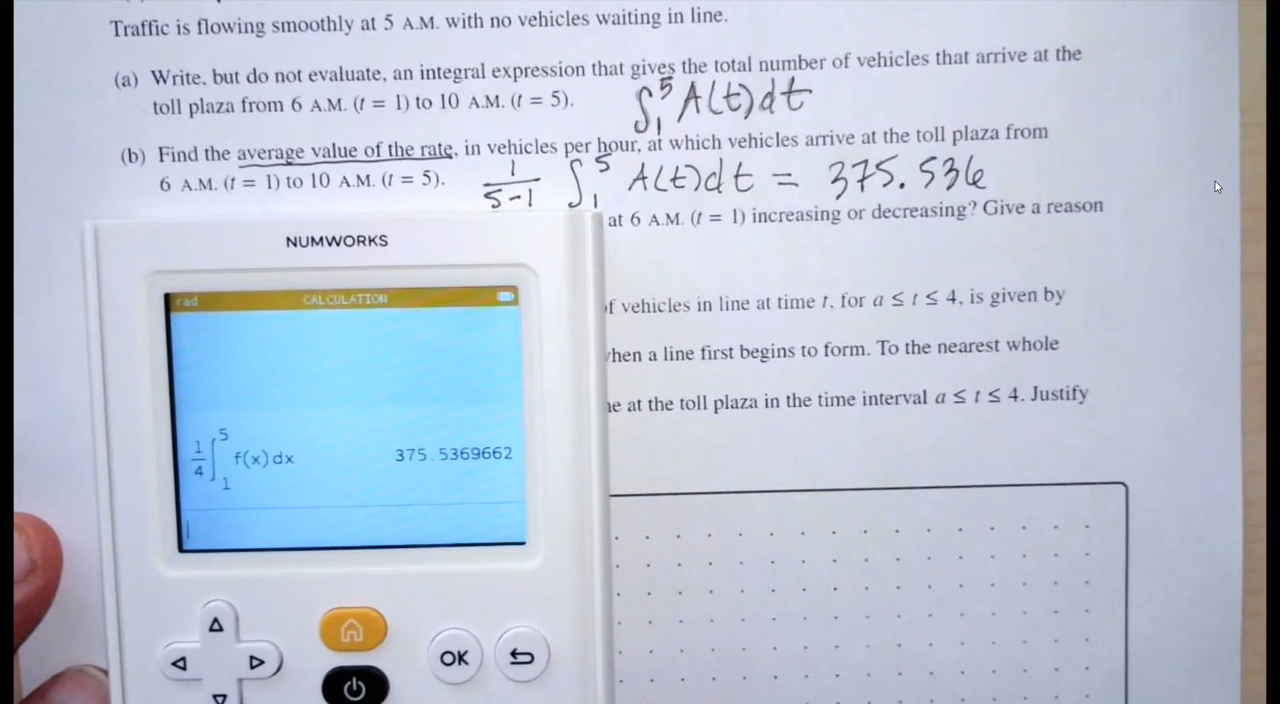 Traffic is flowing smoothly at 5 A.M. with no vehicles waiting in line.
(a) Write, but do not evaluate, an integral expression that gives the total number of vehicles that arrive at the
toll plaza from 6 A.M. (t = 1) to 10 A.M. (t = 5). ∫₁⁵ A(t)dt
(b) Find the average value of the rate, in vehicles per hour, at which vehicles arrive at the toll plaza from
6 A.M. (t = 1) to 10 A.M. (t = 5). 1/(5-1) ∫₁⁵ A(t)dt = 375.536
at 6 A.M. (t = 1) increasing or decreasing? Give a reason
of vehicles in line at time t, for a ≤ t ≤ 4, is given by
when a line first begins to form. To the nearest whole
at the toll plaza in the time interval a ≤ t ≤ 4. Justify
NUMWORKS
rad CALCULATION
1/4 ∫₁⁵ f(x)dx 375.5369662
OK